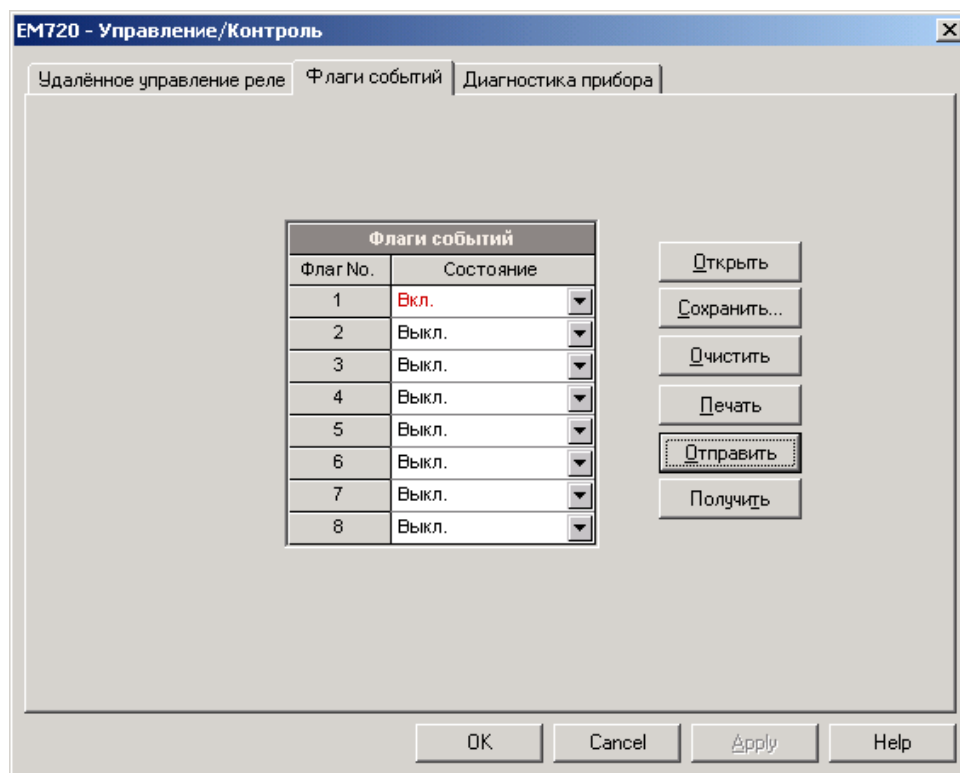 EM720 - Управление/Контроль
Удалённое управление реле Флаги событий Диагностика прибора
Флаги событий
Флаг No. Состояние
1 Вкл.
2 Выкл.
3 Выкл.
4 Выкл.
5 Выкл.
6 Выкл.
7 Выкл.
8 Выкл.
Открыть
Сохранить...
Очистить
Печать
Отправить
Получить
OK Cancel Apply Help